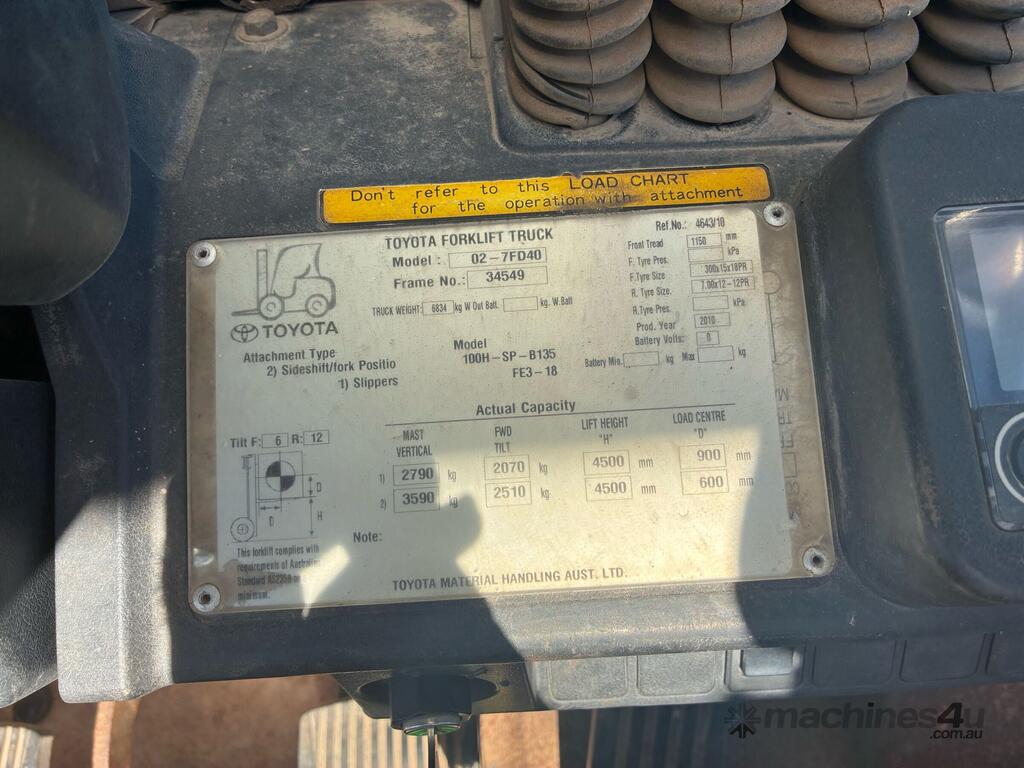 Don't refer to this LOAD CHART
for the operation with attachment
TOYOTA FORKLIFT TRUCK
Model : 02-7FD40
Frame No.: 34549
TRUCK WEIGHT: 6834 kg W Out Batt. kg. W.Batt
TOYOTA
Ref.No.: 4643/10
Front Tread 1150 mm
F. Tyre Pres. kPa
F.Tyre Size 300x15x18PR
R. Tyre Size. 7.00x12-12PR
R.Tyre Pres. kPa
Prod. Year 2010
Battery Volts: 0
Battery Min. kg Max kg
Attachment Type Model
2) Sideshift/fork Positio 100H-SP-B135
1) Slippers FE3-18
Actual Capacity
MAST VERTICAL FWD TILT LIFT HEIGHT "H" LOAD CENTRE "D"
1) 2790 kg 2070 kg 4500 mm 900 mm
2) 3590 kg 2510 kg 4500 mm 600 mm
Tilt F: 6 R: 12
D
D H
Note:
This forklift complies with
requirements of Australian
Standard AS2359
minimum.
TOYOTA MATERIAL HANDLING AUST. LTD.
machines4u
.com.au